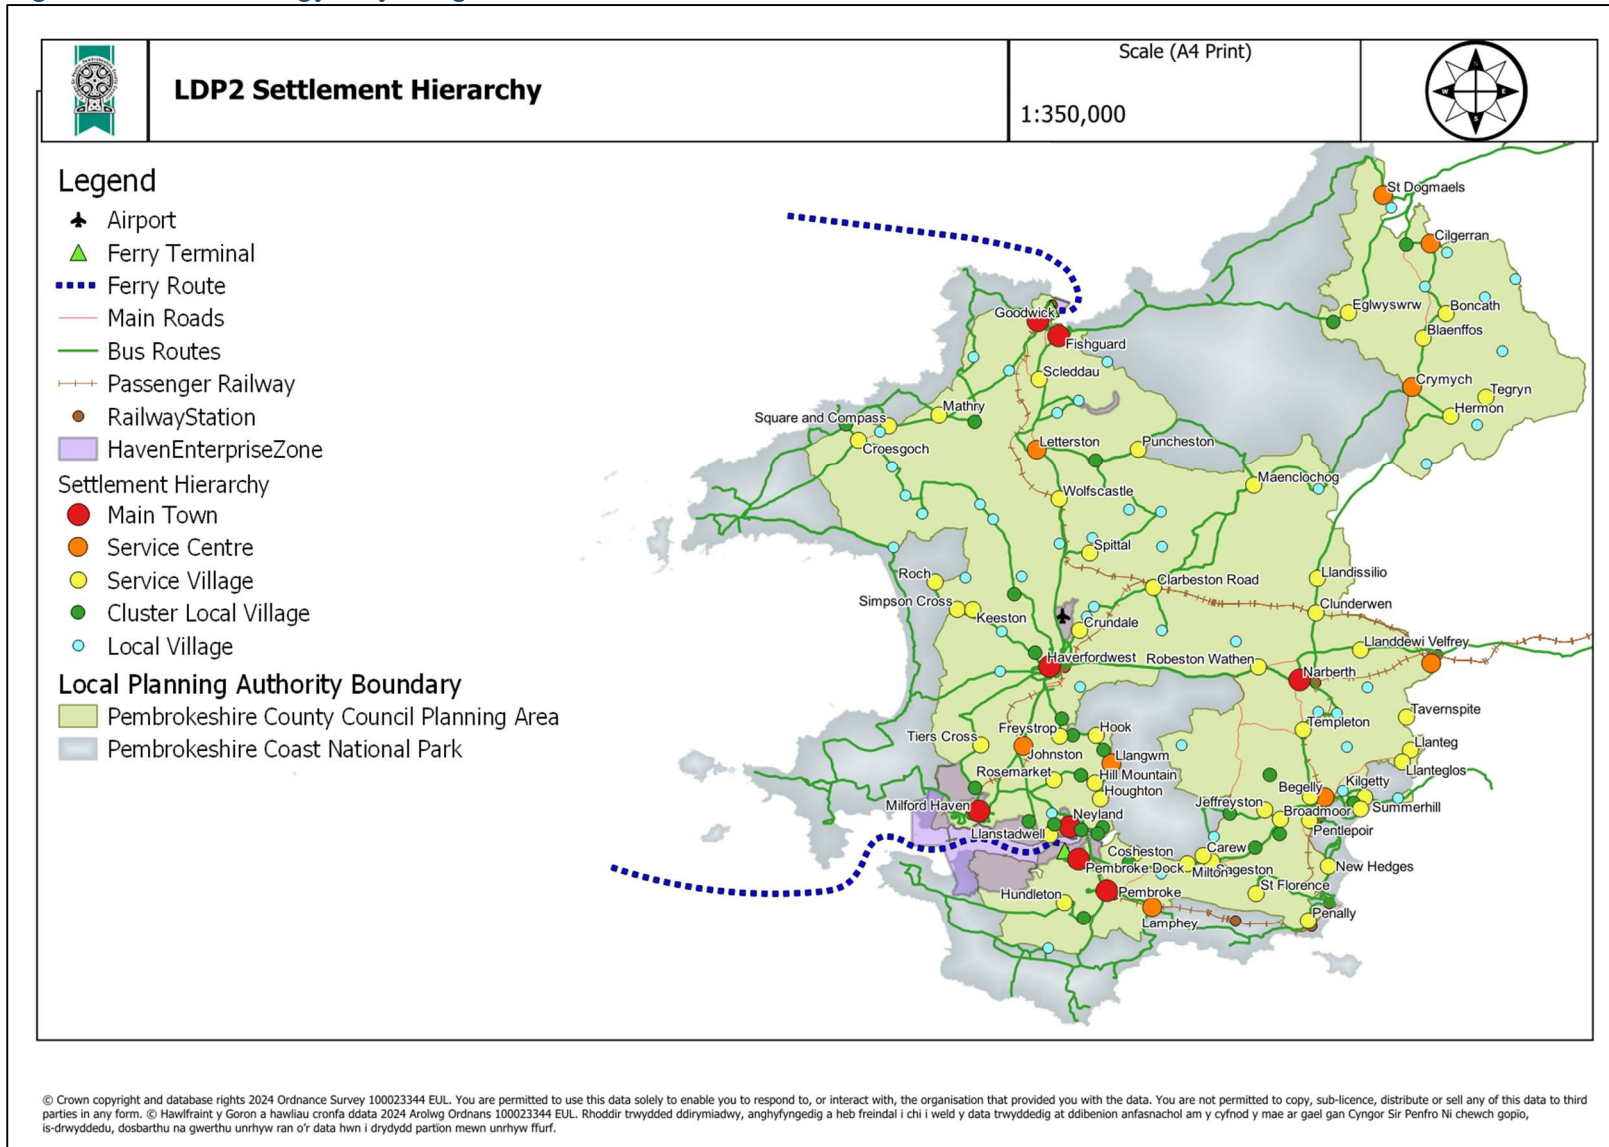 LDP2 Settlement Hierarchy
Scale (A4 Print)
1:350,000
N
W
E
S
Legend
Airport
Ferry Terminal
Ferry Route
Main Roads
Bus Routes
Passenger Railway
RailwayStation
HavenEnterpriseZone
Settlement Hierarchy
Main Town
Service Centre
Service Village
Cluster Local Village
Local Village
Local Planning Authority Boundary
Pembrokeshire County Council Planning Area
Pembrokeshire Coast National Park
St Dogmaels
Cilgerran
Eglwyswrw
Boncath
Goodwick
Blaenffos
Fishguard
Scleddau
Crymych
Tegryn
Mathry
Hermon
Square and Compass
Letterston
Puncheston
Croesgoch
Maenclochog
Wolfscastle
Spittal
Roch
Clarbeston Road
Llandissilio
Simpson Cross
Clunderwen
Keeston
Crundale
Llanddewi Velfrey
Haverfordwest
Robeston Wathen
Narberth
Tavernspite
Freystrop
Hook
Templeton
Tiers Cross
Llanteg
Johnston
Llangwm
Llanteglos
Rosemarket
Hill Mountain
Kilgetty
Begelly
Houghton
Milford Haven
Jeffreyston
Summerhill
Neyland
Broadmoor
Llanstadwell
Pentlepoir
Cosheston
Carew
Pembroke Dock
Milton
Sageston
New Hedges
Hundleton
Pembroke
St Florence
Lamphey
Penally
© Crown copyright and database rights 2024 Ordnance Survey 100023344 EUL. You are permitted to use this data solely to enable you to respond to, or interact with, the organisation that provided you with the data. You are not permitted to copy, sub-licence, distribute or sell any of this data to third
parties in any form. © Hawlfraint y Goron a hawliau cronfa ddata 2024 Arolwg Ordnans 100023344 EUL. Rhoddir trwydded ddirymiadwy, anghyfyngedig a heb freindal i chi i weld y data trwyddedig at ddibenion anfasnachol am y cyfnod y mae ar gael gan Cyngor Sir Penfro Ni chewch gopïo,
is-drwyddedu, dosbarthu na gwerthu unrhyw ran o'r data hwn i drydydd partïon mewn unrhyw ffurf.